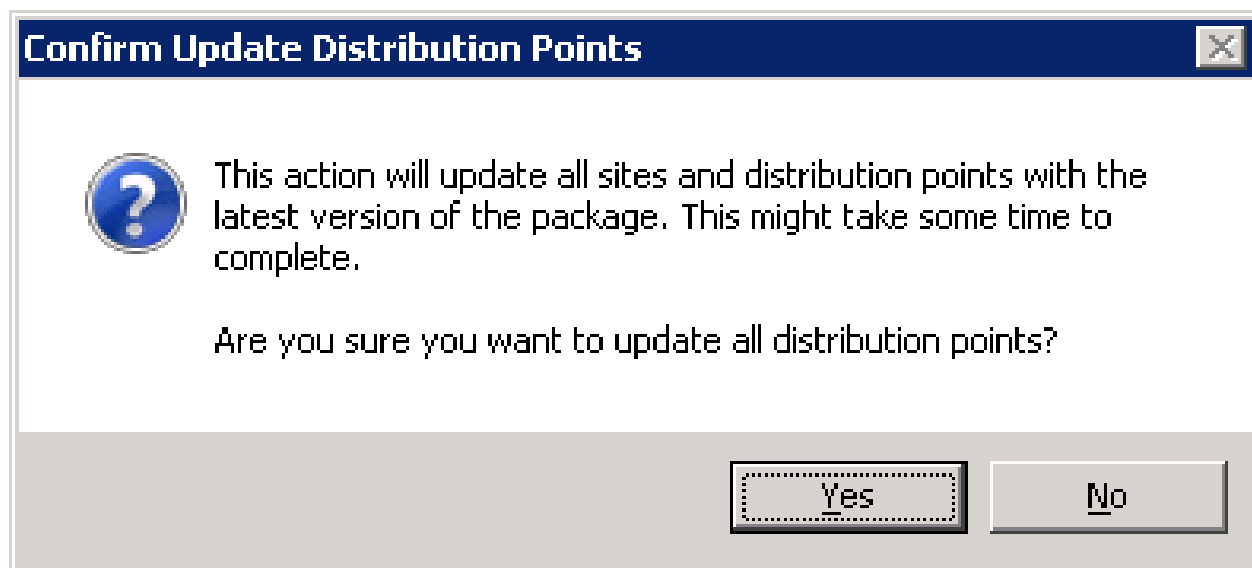 Confirm Update Distribution Points
This action will update all sites and distribution points with the
latest version of the package. This might take some time to
complete.
Are you sure you want to update all distribution points?
Yes
No